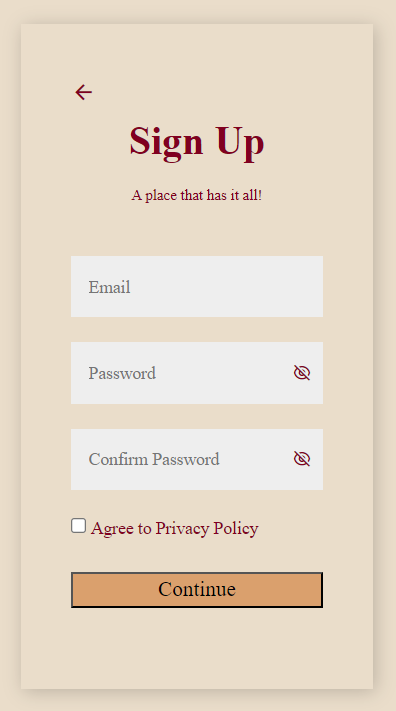 Sign Up
A place that has it all!
Email
Password
Confirm Password
Agree to Privacy Policy
Continue